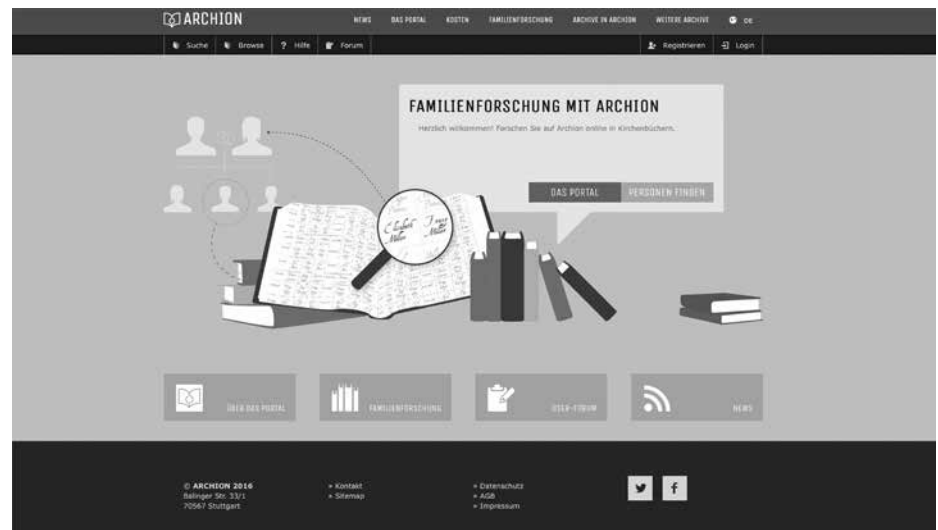 ARCHION
NEWS DAS PORTAL KOSTEN FAMILIENFORSCHUNG ARCHIVE IN ARCHION WEITERE ARCHIVE DE
Suche Browse ? Hilfe Forum Registrieren Login
FAMILIENFORSCHUNG MIT ARCHION
Herzlich willkommen! Forschen Sie auf Archion online in Kirchenbüchern.
DAS PORTAL PERSONEN FINDEN
ÜBER DAS PORTAL FAMILIENFORSCHUNG USER-FORUM NEWS
© ARCHION 2016 » Kontakt » Datenschutz
Balinger Str. 33/1 » Sitemap » AGB
70567 Stuttgart » Impressum